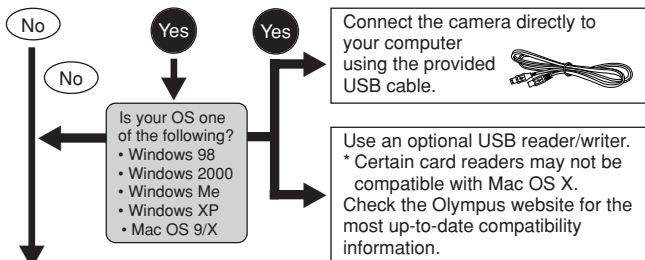 No
Yes
Yes
No
Is your OS one
of the following?
• Windows 98
• Windows 2000
• Windows Me
• Windows XP
• Mac OS 9/X
Connect the camera directly to
your computer
using the provided
USB cable.
Use an optional USB reader/writer.
* Certain card readers may not be
compatible with Mac OS X.
Check the Olympus website for the
most up-to-date compatibility
information.